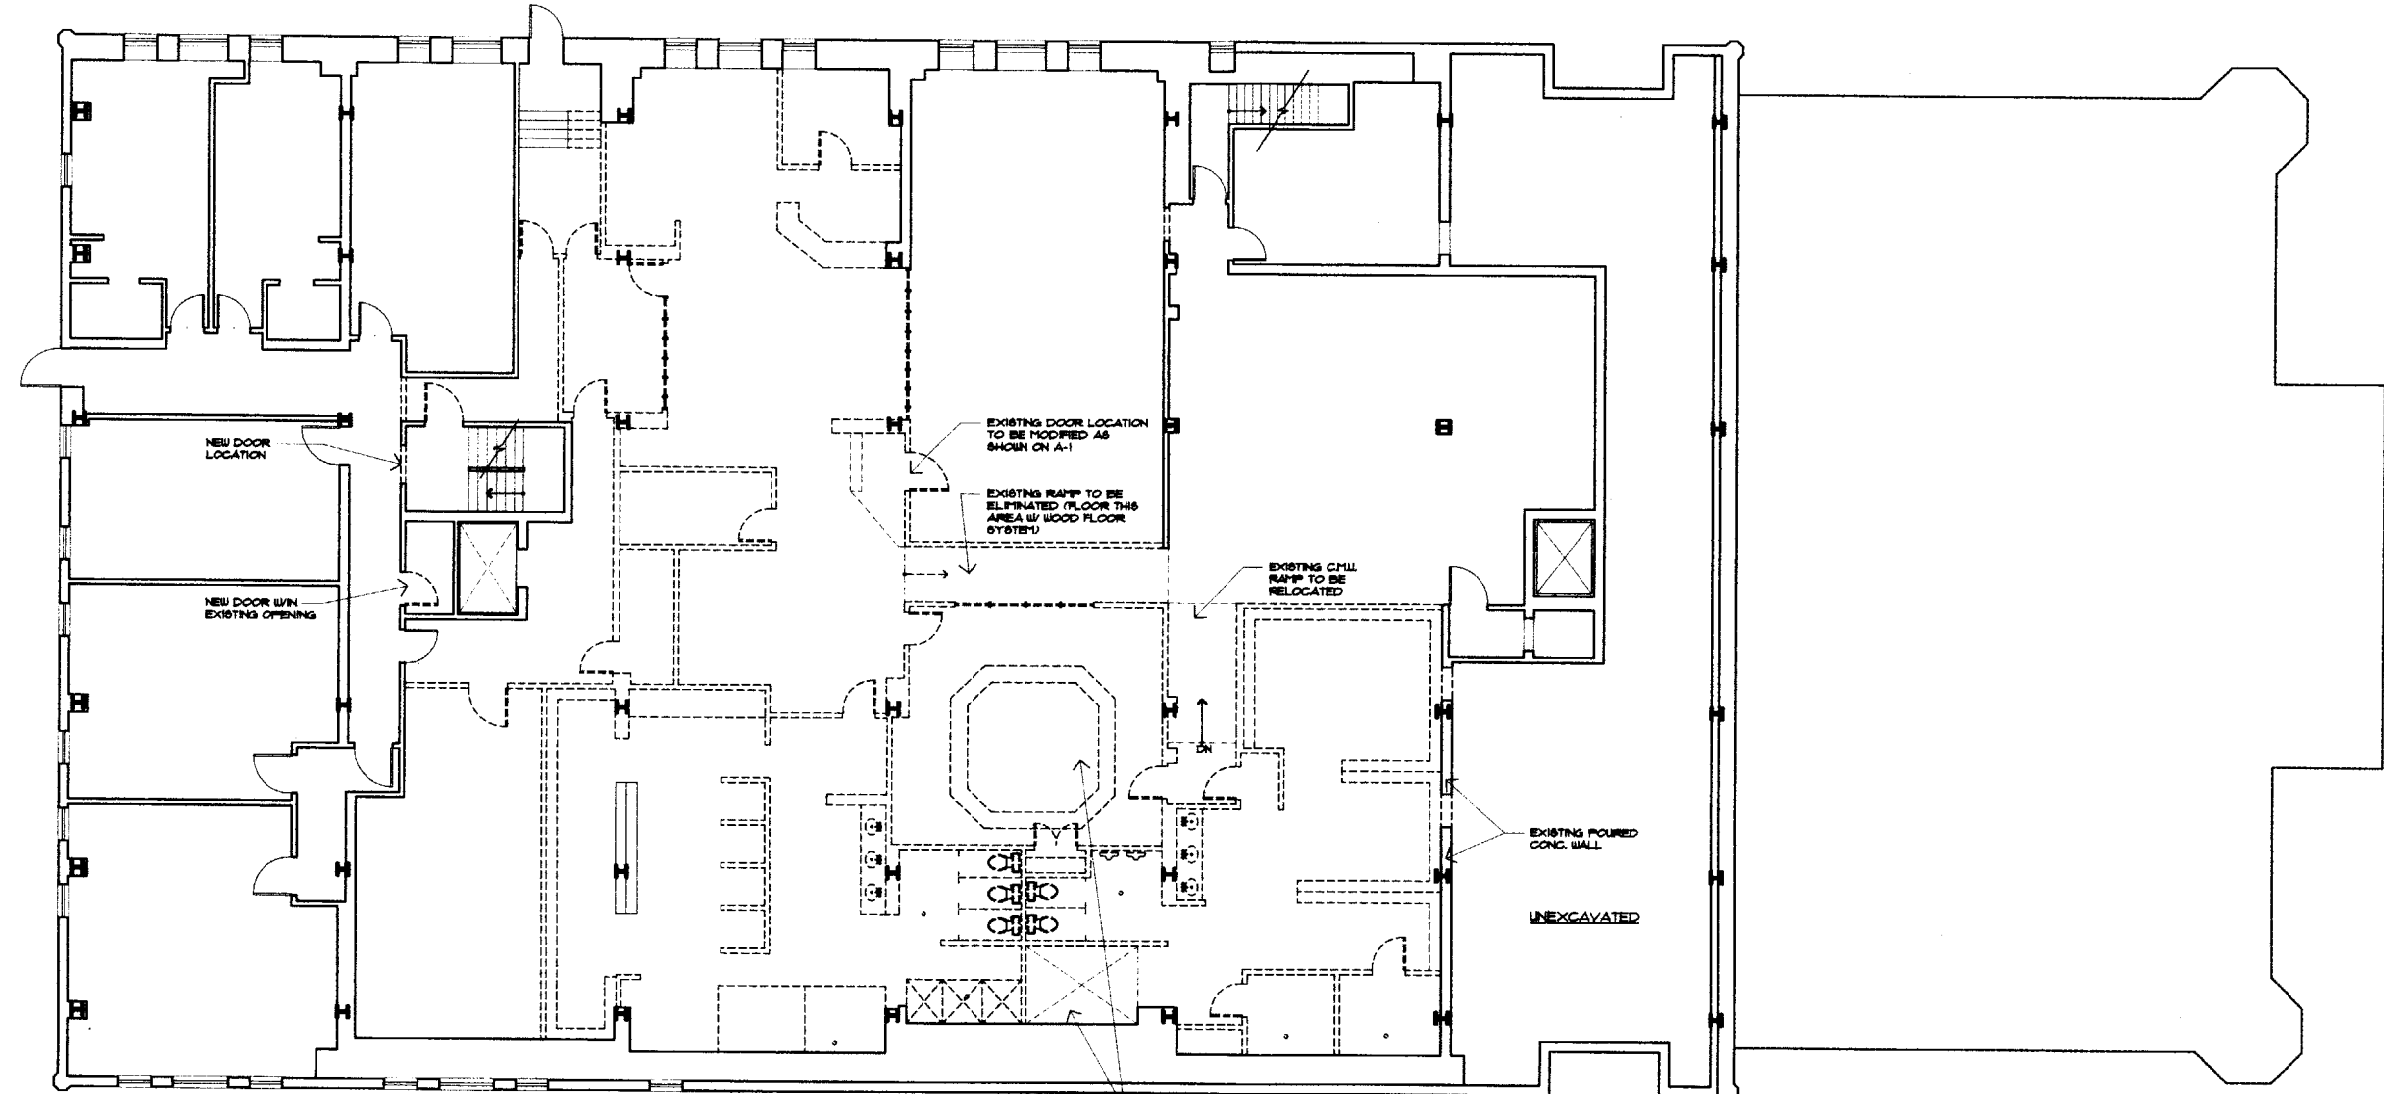 EXISTING DOOR LOCATION
TO BE MODIFIED AS
SHOWN ON A-1
NEW DOOR
LOCATION
EXISTING RAMP TO BE
ELIMINATED (FLOOR THIS
AREA W/ WOOD FLOOR
SYSTEM)
EXISTING C.M.U.
RAMP TO BE
RELOCATED
NEW DOOR W/IN
EXISTING OPENING
DN
EXISTING POURED
CONC. WALL
UNEXCAVATED